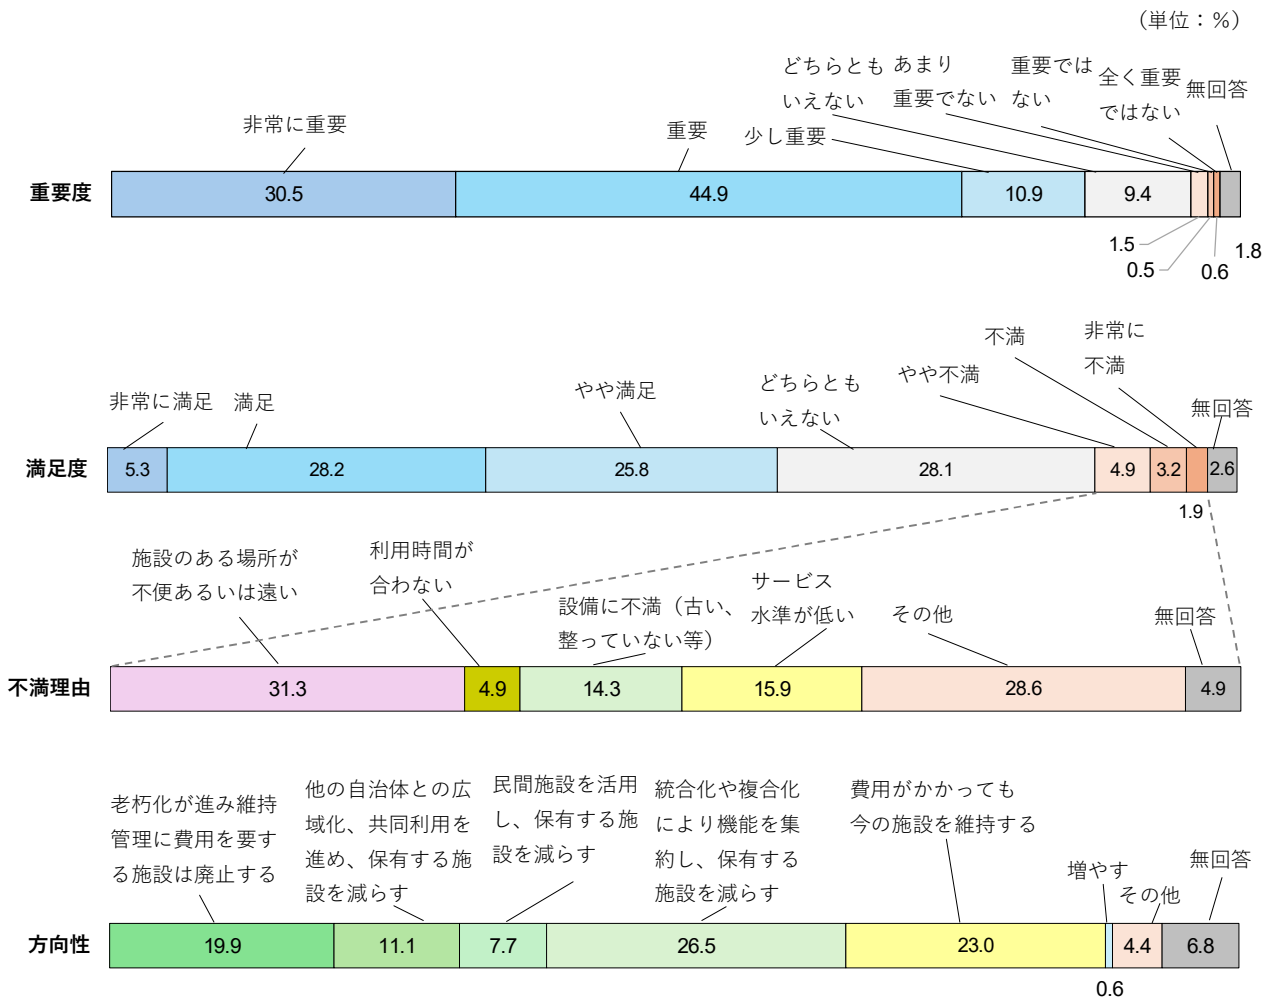 （単位：％）
どちらとも
いえない
あまり
重要でない
重要では
ない
全く重要
ではない
無回答
非常に重要
重要
少し重要
重要度
30.5
44.9
10.9
9.4
1.5
0.5
0.6
1.8
不満
非常に
不満
やや不満
どちらとも
いえない
やや満足
非常に満足
満足
無回答
満足度
5.3
28.2
25.8
28.1
4.9
3.2
2.6
1.9
施設のある場所が
不便あるいは遠い
利用時間が
合わない
設備に不満（古い、
整っていない等）
サービス
水準が低い
その他
無回答
不満理由
31.3
4.9
14.3
15.9
28.6
4.9
老朽化が進み維持
管理に費用を要す
る施設は廃止する
他の自治体との広
域化、共同利用を
進め、保有する施
設を減らす
民間施設を活用
し、保有する施
設を減らす
統合化や複合化
により機能を集
約し、保有する
施設を減らす
費用がかかっても
今の施設を維持する
増やす
その他
無回答
方向性
19.9
11.1
7.7
26.5
23.0
4.4
6.8
0.6